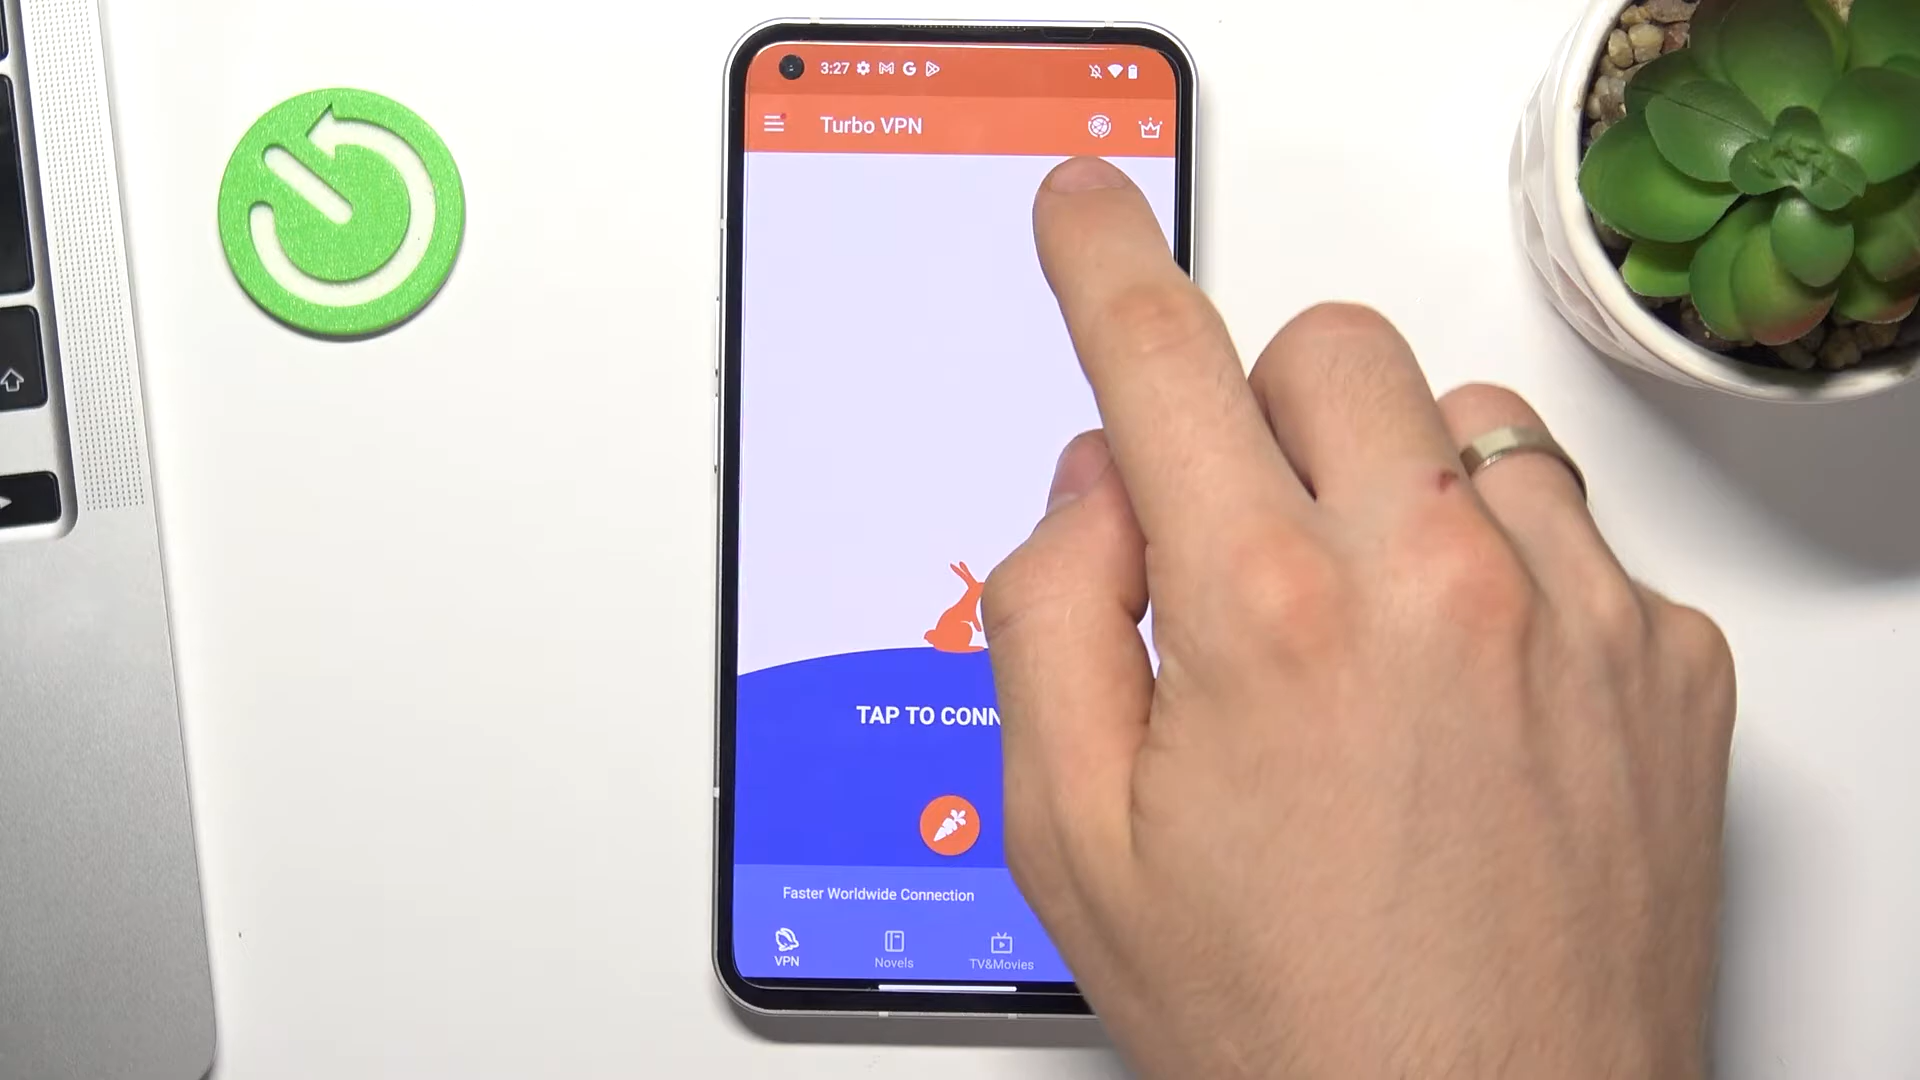 3:27
Turbo VPN
TAP TO CONN
Faster Worldwide Connection
VPN
Novels
TV&Movies